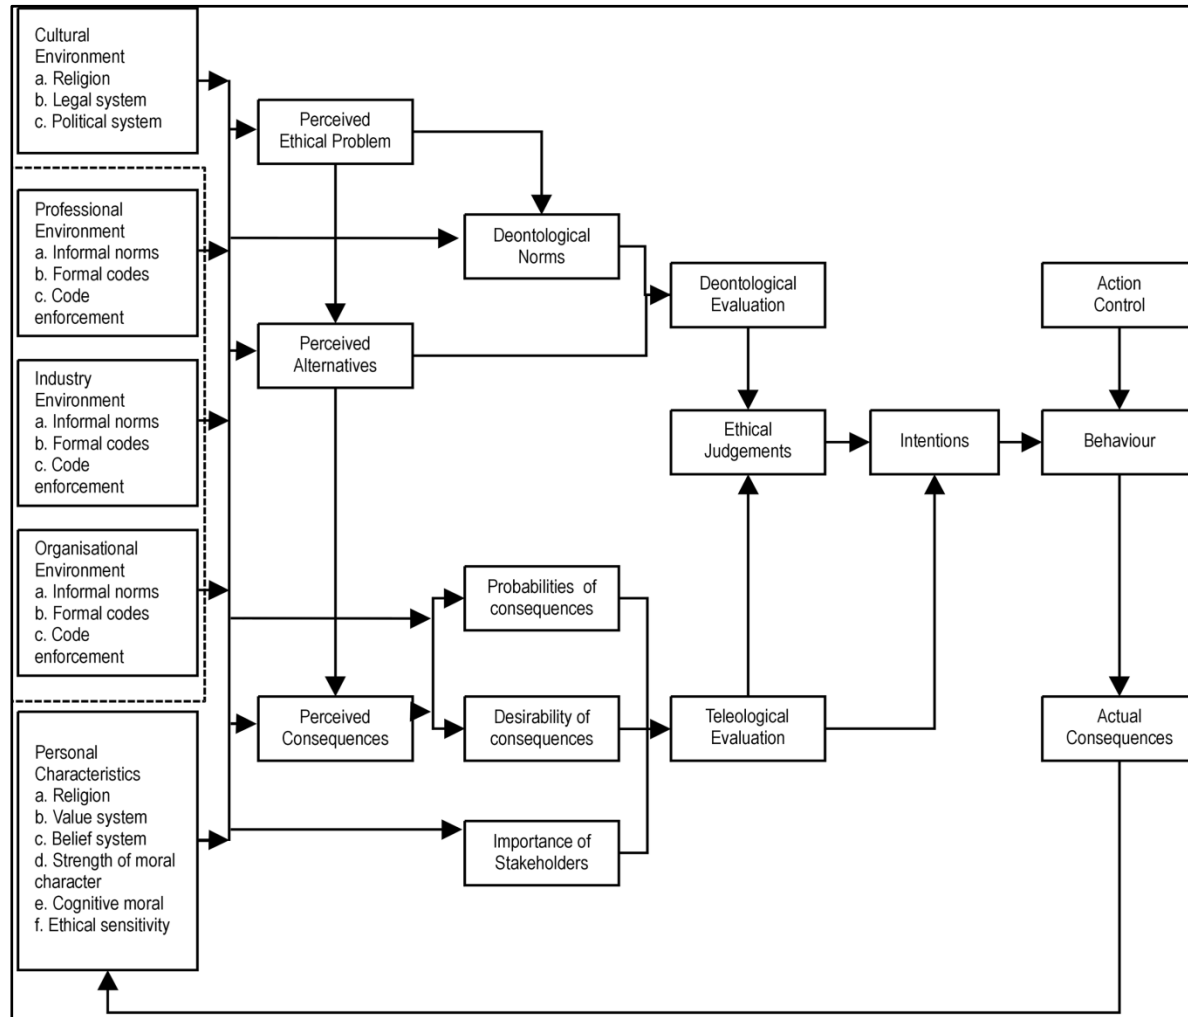 Cultural
Environment
a. Religion
b. Legal system
c. Political system
Professional
Environment
a. Informal norms
b. Formal codes
c. Code
enforcement
Industry
Environment
a. Informal norms
b. Formal codes
c. Code
enforcement
Organisational
Environment
a. Informal norms
b. Formal codes
c. Code
enforcement
Personal
Characteristics
a. Religion
b. Value system
c. Belief system
d. Strength of moral
character
e. Cognitive moral
f. Ethical sensitivity
Perceived
Ethical Problem
Perceived
Alternatives
Perceived
Consequences
Deontological
Norms
Probabilities of
consequences
Desirability of
consequences
Importance of
Stakeholders
Deontological
Evaluation
Ethical
Judgements
Teleological
Evaluation
Intentions
Action
Control
Behaviour
Actual
Consequences